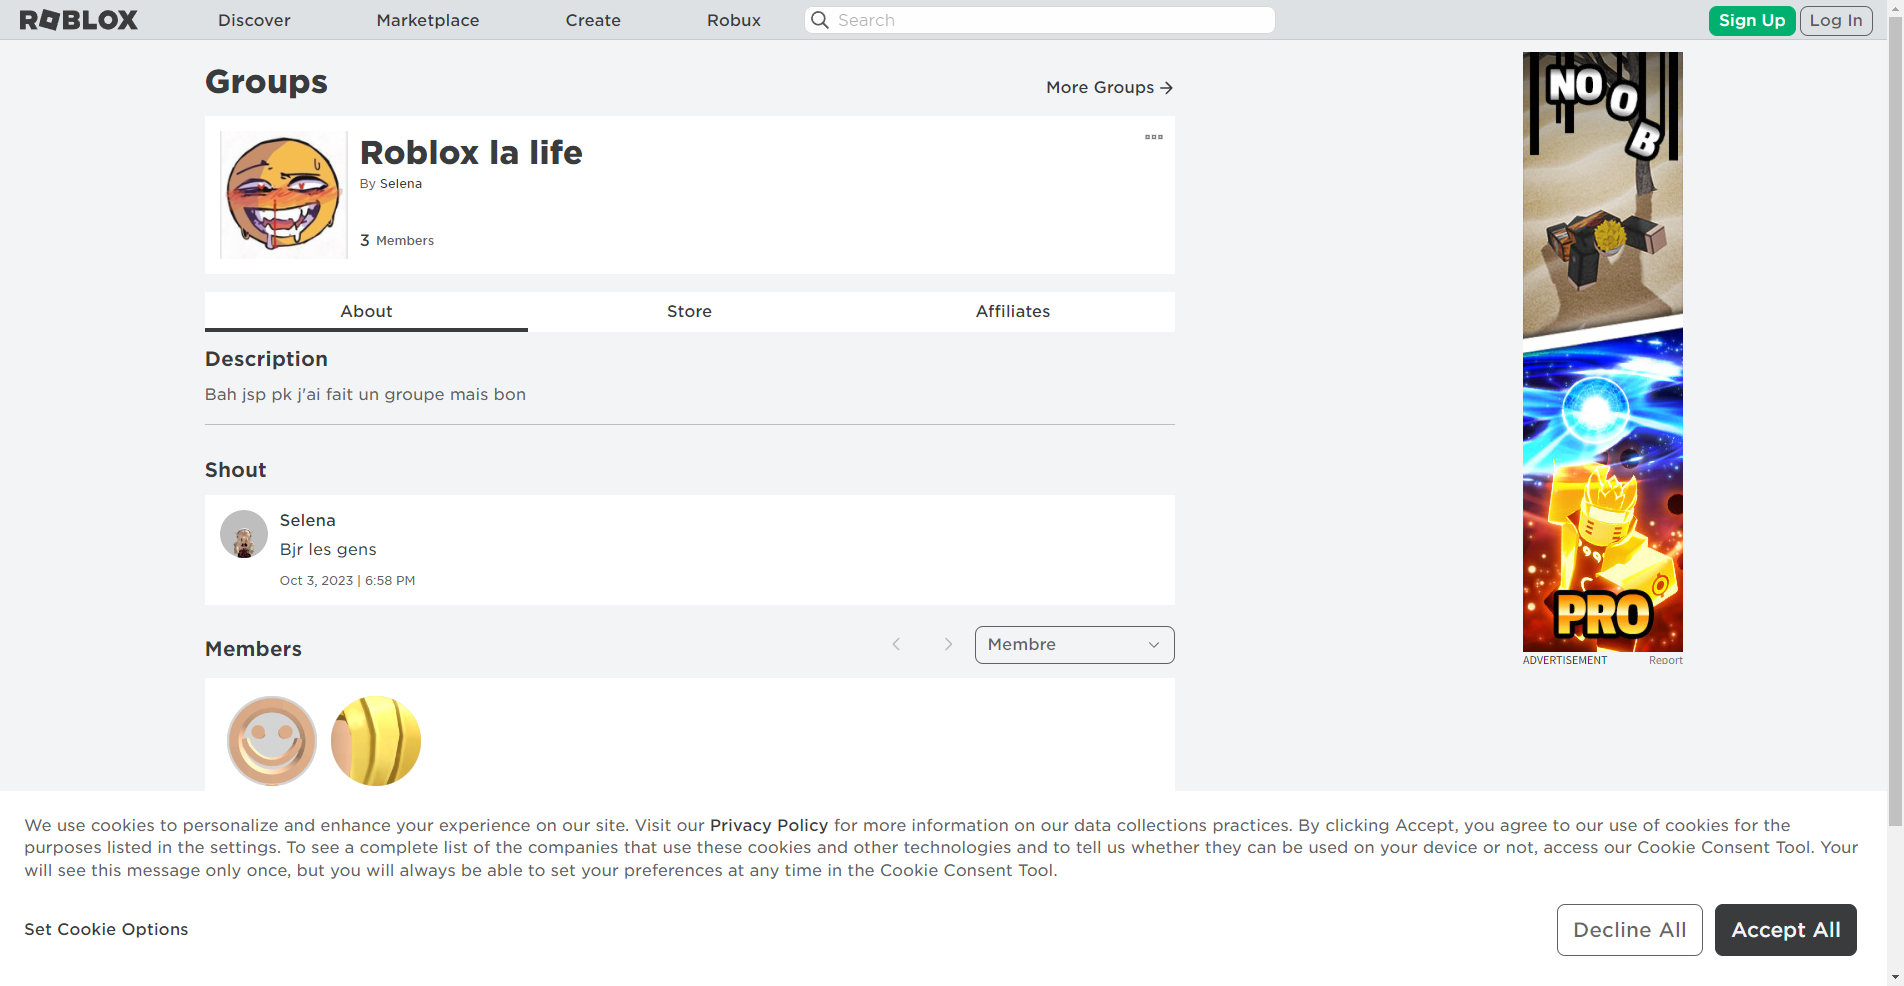 ROBLOX
Discover
Marketplace
Create
Robux
Search
Sign Up
Log In
Groups
More Groups
Roblox la life
By Selena
3 Members
About
Store
Affiliates
Description
Bah jsp pk j'ai fait un groupe mais bon
Shout
Selena
Bjr les gens
Oct 3, 2023 | 6:58 PM
Members
Membre
NOOB
PRO
ADVERTISEMENT
Report
We use cookies to personalize and enhance your experience on our site. Visit our Privacy Policy for more information on our data collections practices. By clicking Accept, you agree to our use of cookies for the
purposes listed in the settings. To see a complete list of the companies that use these cookies and other technologies and to tell us whether they can be used on your device or not, access our Cookie Consent Tool. Your
will see this message only once, but you will always be able to set your preferences at any time in the Cookie Consent Tool.
Set Cookie Options
Decline All
Accept All